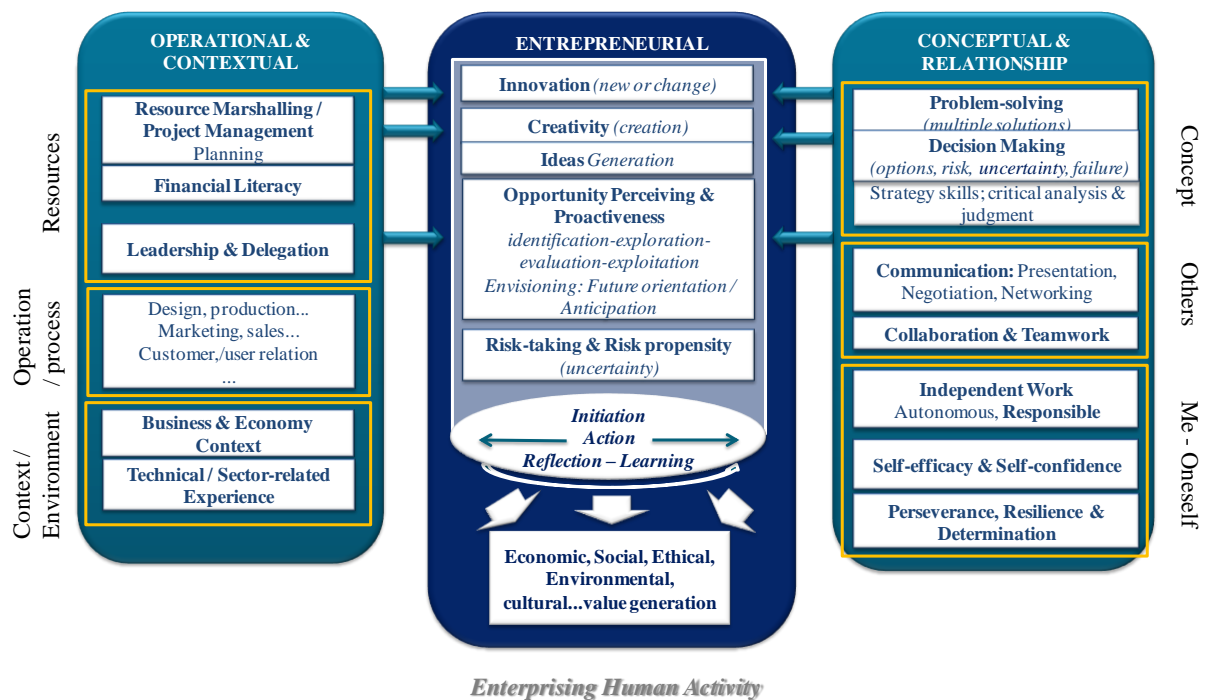 OPERATIONAL &
CONTEXTUAL
Resources
Resource Marshalling /
Project Management
Planning
Financial Literacy
Leadership & Delegation
Operation
/ process
Design, production...
Marketing, sales...
Customer,/user relation
...
Context /
Environment
Business & Economy
Context
Technical / Sector-related
Experience
ENTREPRENEURIAL
Innovation (new or change)
Creativity (creation)
Ideas Generation
Opportunity Perceiving &
Proactiveness
identification-exploration-
evaluation-exploitation
Envisioning: Future orientation /
Anticipation
Risk-taking & Risk propensity
(uncertainty)
Initiation
Action
Reflection – Learning
Economic, Social, Ethical,
Environmental,
cultural...value generation
CONCEPTUAL &
RELATIONSHIP
Concept
Problem-solving
(multiple solutions)
Decision Making
(options, risk, uncertainty, failure)
Strategy skills; critical analysis &
judgment
Others
Communication: Presentation,
Negotiation, Networking
Collaboration & Teamwork
Me - Oneself
Independent Work
Autonomous, Responsible
Self-efficacy & Self-confidence
Perseverance, Resilience &
Determination
Enterprising Human Activity